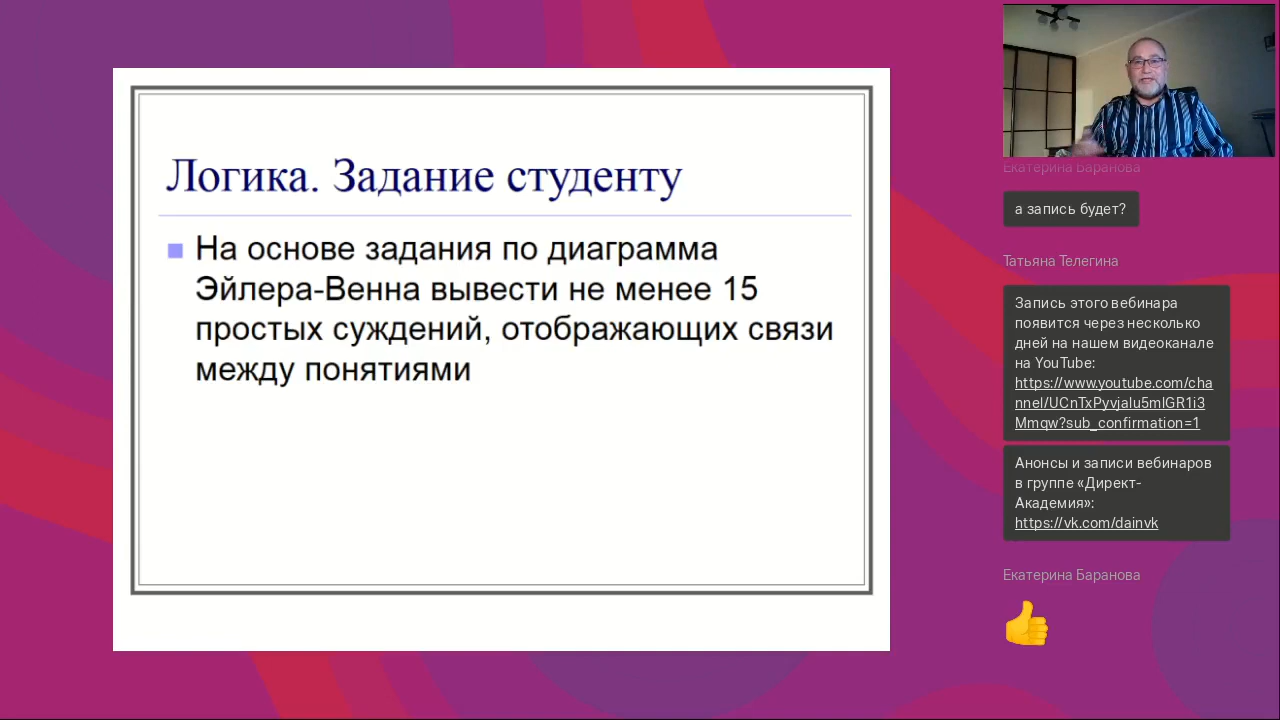 Логика. Задание студенту
На основе задания по диаграмма
Эйлера-Венна вывести не менее 15
простых суждений, отображающих связи
между понятиями
Екатерина Баранова
а запись будет?
Татьяна Телегина
Запись этого вебинара
появится через несколько
дней на нашем видеоканале
на YouTube:
https://www.youtube.com/cha
nnel/UCnTxPyvjalu5mlGR1i3
Mmqw?sub_confirmation=1
Анонсы и записи вебинаров
в группе «Директ-
Академия»:
https://vk.com/dainvk
Екатерина Баранова